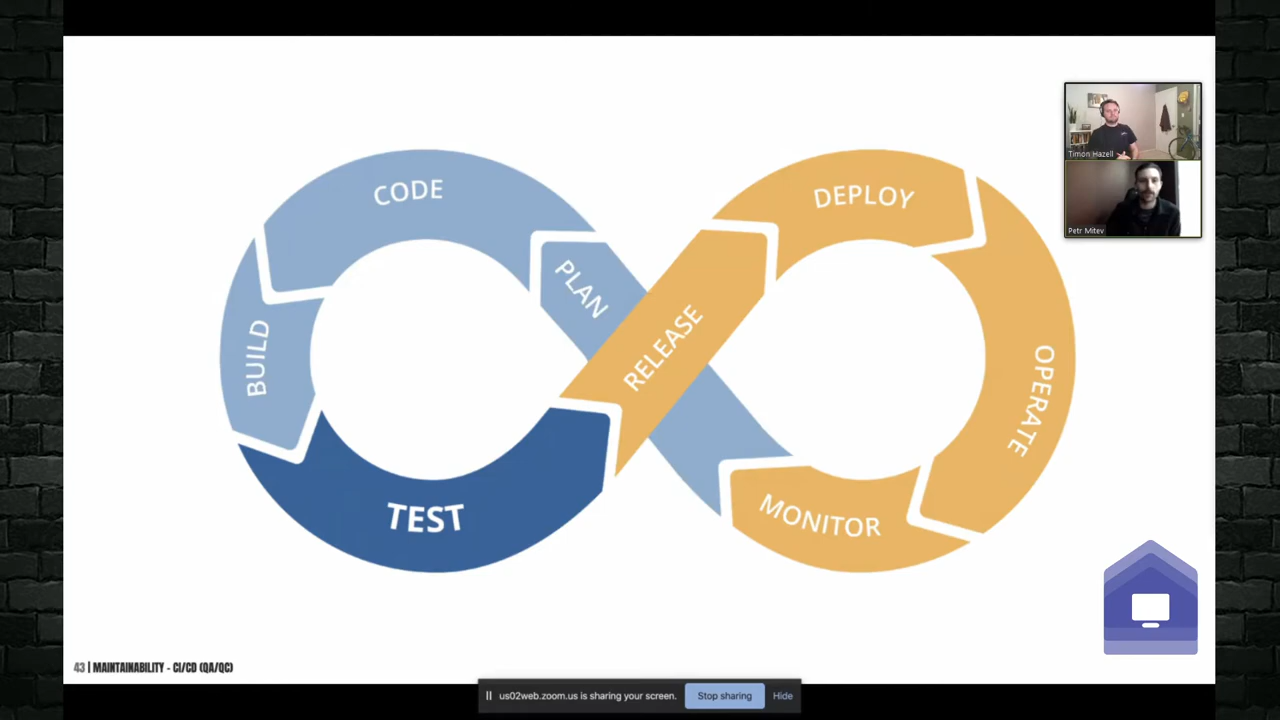 CODE
DEPLOY
Timon Hazell
Petr Mitev
PLAN
RELEASE
BUILD
OPERATE
TEST
MONITOR
43 | MAINTAINABILITY - CI/CD (QA/QC)
us02web.zoom.us is sharing your screen.
Stop sharing
Hide